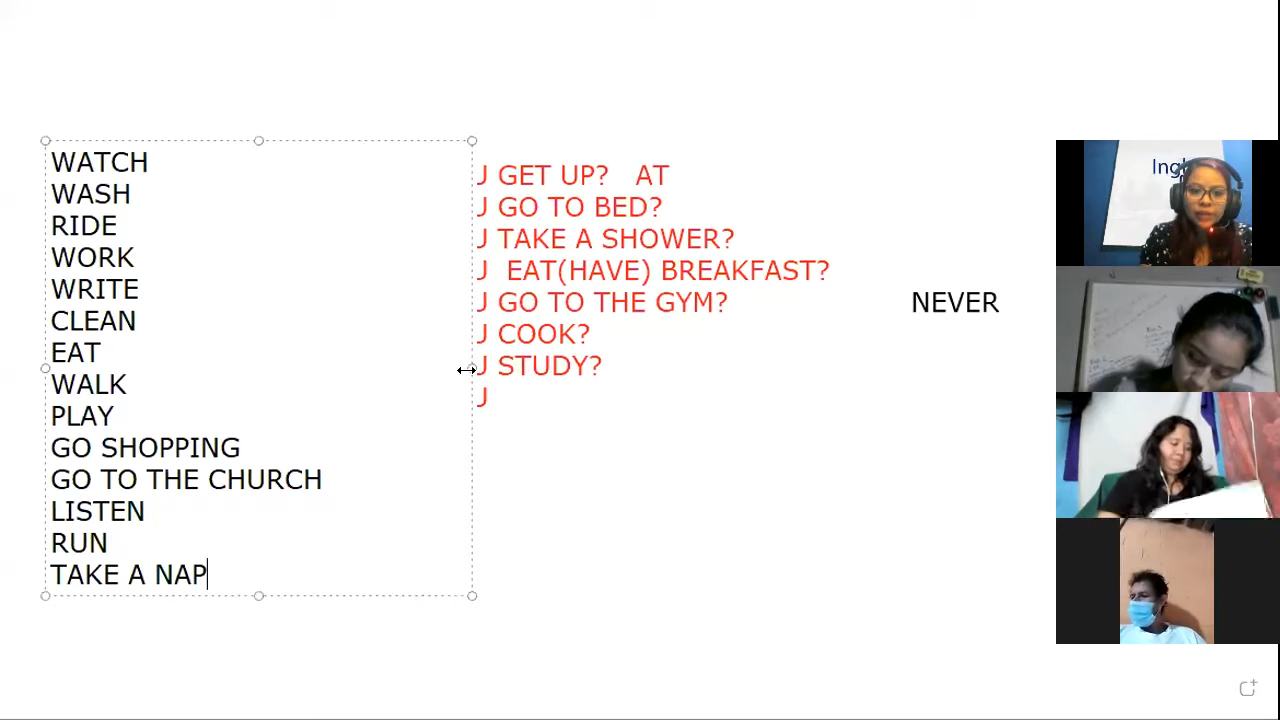 WATCH
WASH
RIDE
WORK
WRITE
CLEAN
EAT
WALK
PLAY
GO SHOPPING
GO TO THE CHURCH
LISTEN
RUN
TAKE A NAP
GET UP? AT
GO TO BED?
TAKE A SHOWER?
EAT(HAVE) BREAKFAST?
GO TO THE GYM? NEVER
COOK?
STUDY?